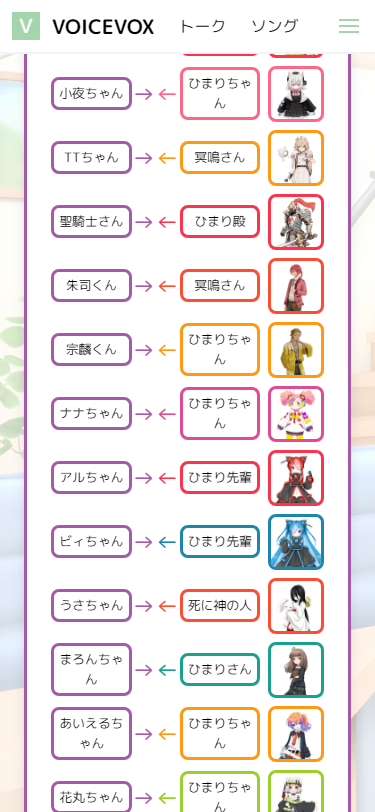 V VOICEVOX トーク ソング
小夜ちゃん → ← ひまりちゃ
ん
TTちゃん → ← 冥鳴さん
聖騎士さん → ← ひまり殿
朱司くん → ← 冥鳴さん
宗麟くん → ← ひまりちゃ
ん
ナナちゃん → ← ひまりちゃ
ん
アルちゃん → ← ひまり先輩
ビィちゃん → ← ひまり先輩
うさちゃん → ← 死に神の人
まろんちゃ
ん → ← ひまりさん
あいえるち
ゃん → ← ひまりちゃ
ん
花丸ちゃん → ← ひまりちゃ
ん